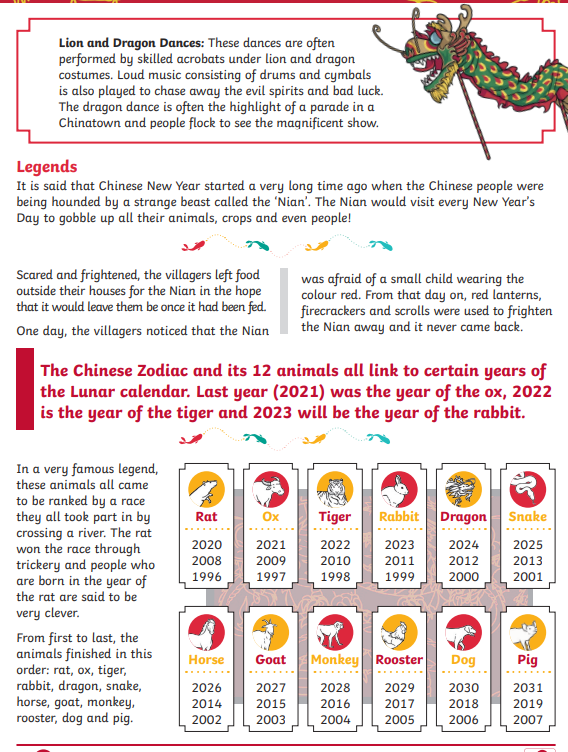 Lion and Dragon Dances: These dances are often
performed by skilled acrobats under lion and dragon
costumes. Loud music consisting of drums and cymbals
is also played to chase away the evil spirits and bad luck.
The dragon dance is often the highlight of a parade in a
Chinatown and people flock to see the magnificent show.
Legends
It is said that Chinese New Year started a very long time ago when the Chinese people were
being hounded by a strange beast called the ‘Nian’. The Nian would visit every New Year’s
Day to gobble up all their animals, crops and even people!
Scared and frightened, the villagers left food
outside their houses for the Nian in the hope
that it would leave them be once it had been fed.
One day, the villagers noticed that the Nian
was afraid of a small child wearing the
colour red. From that day on, red lanterns,
firecrackers and scrolls were used to frighten
the Nian away and it never came back.
The Chinese Zodiac and its 12 animals all link to certain years of
the Lunar calendar. Last year (2021) was the year of the ox, 2022
is the year of the tiger and 2023 will be the year of the rabbit.
In a very famous legend,
these animals all came
to be ranked by a race
they all took part in by
crossing a river. The rat
won the race through
trickery and people who
are born in the year of
the rat are said to be
very clever.
From first to last, the
animals finished in this
order: rat, ox, tiger,
rabbit, dragon, snake,
horse, goat, monkey,
rooster, dog and pig.
Rat
2020
2008
1996
Ox
2021
2009
1997
Tiger
2022
2010
1998
Rabbit
2023
2011
1999
Dragon
2024
2012
2000
Snake
2025
2013
2001
Horse
2026
2014
2002
Goat
2027
2015
2003
Monkey
2028
2016
2004
Rooster
2029
2017
2005
Dog
2030
2018
2006
Pig
2031
2019
2007